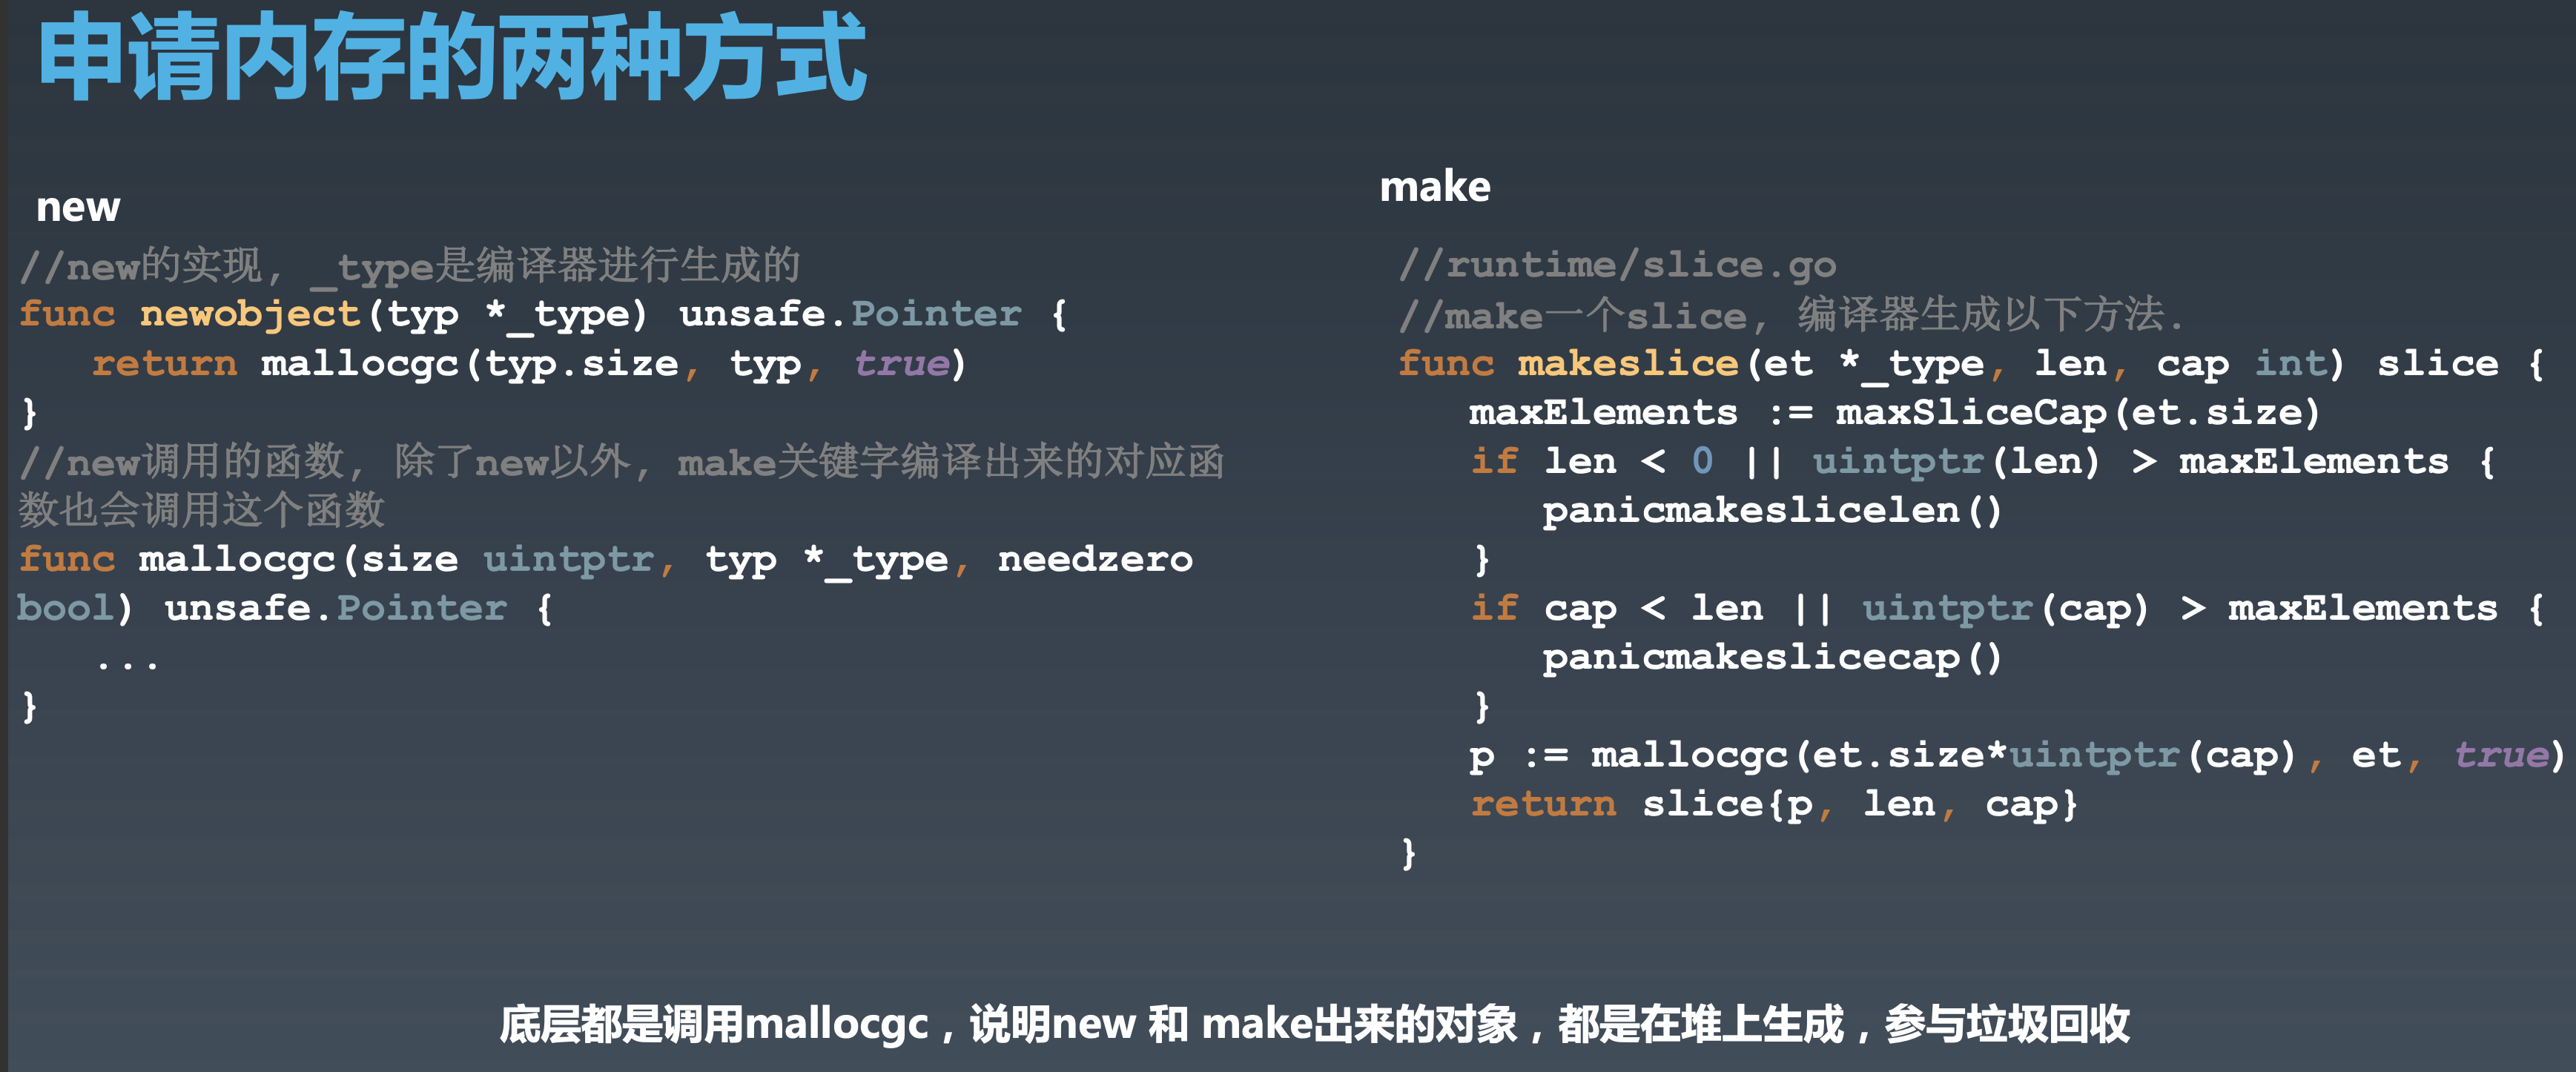 申请内存的两种方式
new
//new的实现, _type是编译器进行生成的
func newobject(typ *_type) unsafe.Pointer {
   return mallocgc(typ.size, typ, true)
}
//new调用的函数, 除了new以外, make关键字编译出来的对应函
数也会调用这个函数
func mallocgc(size uintptr, typ *_type, needzero
bool) unsafe.Pointer {
   ...
}
make
//runtime/slice.go
//make一个slice, 编译器生成以下方法.
func makeslice(et *_type, len, cap int) slice {
   maxElements := maxSliceCap(et.size)
   if len < 0 || uintptr(len) > maxElements {
      panicmakeslicelen()
   }
   if cap < len || uintptr(cap) > maxElements {
      panicmakeslicecap()
   }
   p := mallocgc(et.size*uintptr(cap), et, true)
   return slice{p, len, cap}
}
底层都是调用mallocgc，说明new 和 make出来的对象，都是在堆上生成，参与垃圾回收